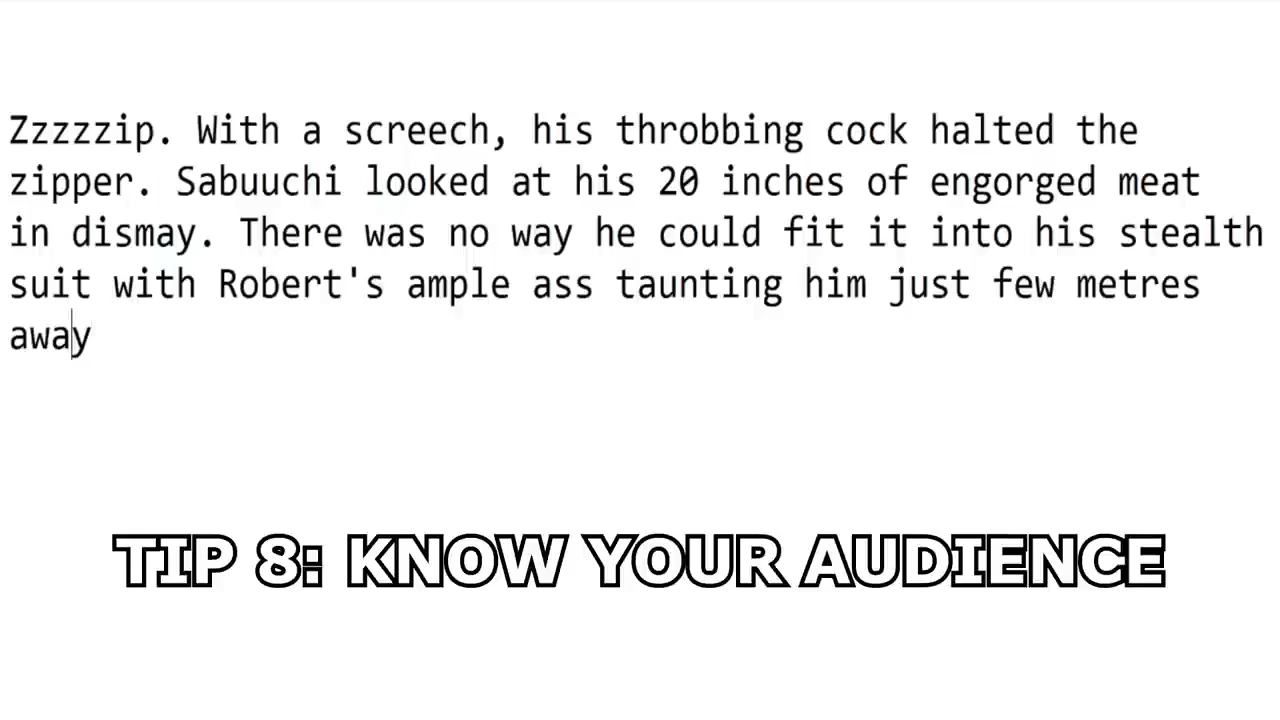 Zzzzzip. With a screech, his throbbing cock halted the
zipper. Sabuuchi looked at his 20 inches of engorged meat
in dismay. There was no way he could fit it into his stealth
suit with Robert's ample ass taunting him just few metres
away
TIP 8: KNOW YOUR AUDIENCE